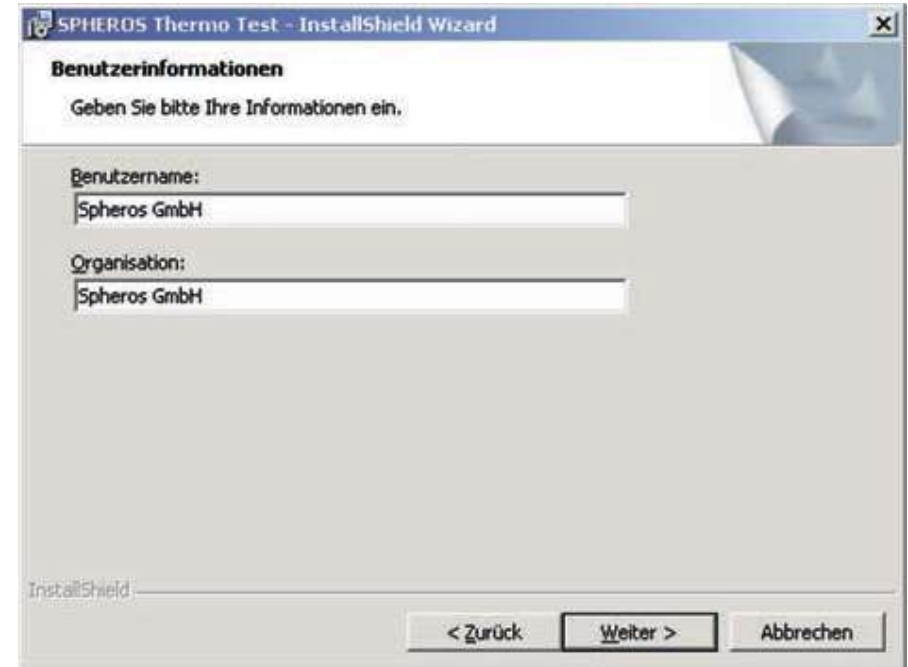 SPHEROS Thermo Test - InstallShield Wizard
Benutzerinformationen
Geben Sie bitte Ihre Informationen ein.
Benutzername:
Spheros GmbH
Organisation:
Spheros GmbH
InstallShield
< Zurück Weiter > Abbrechen